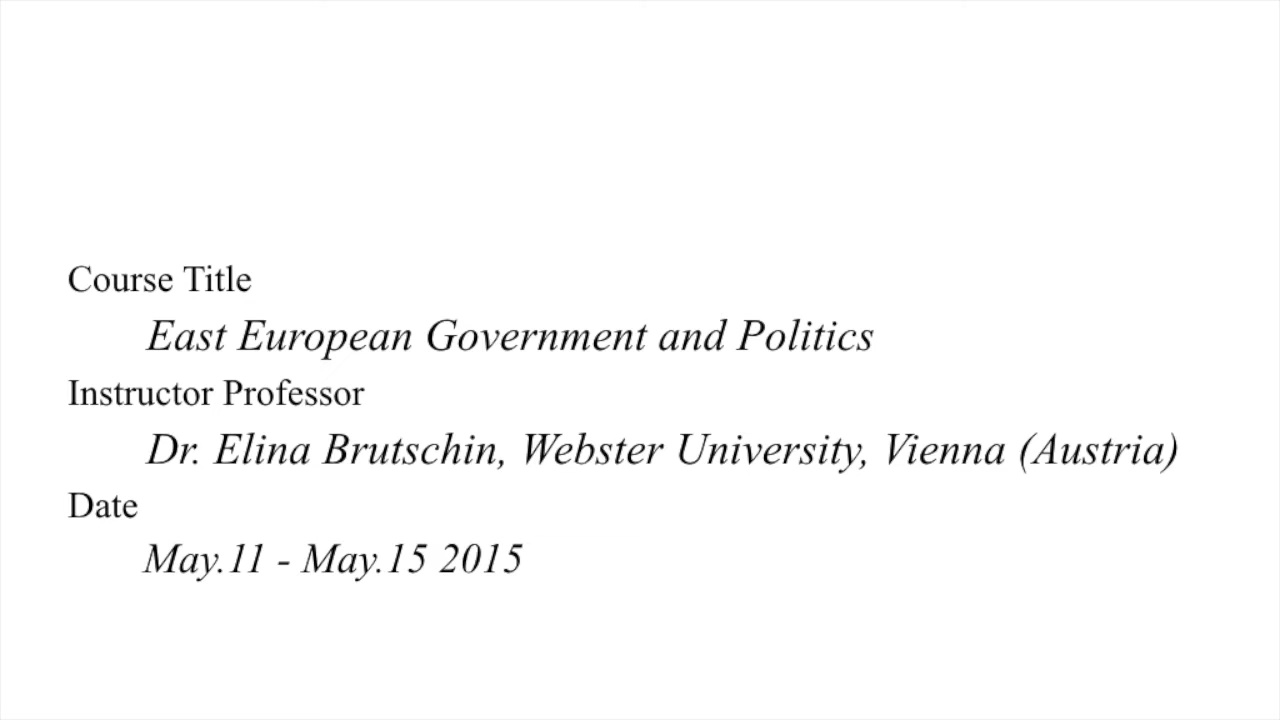 Course Title
East European Government and Politics
Instructor Professor
Dr. Elina Brutschin, Webster University, Vienna (Austria)
Date
May.11 - May.15 2015